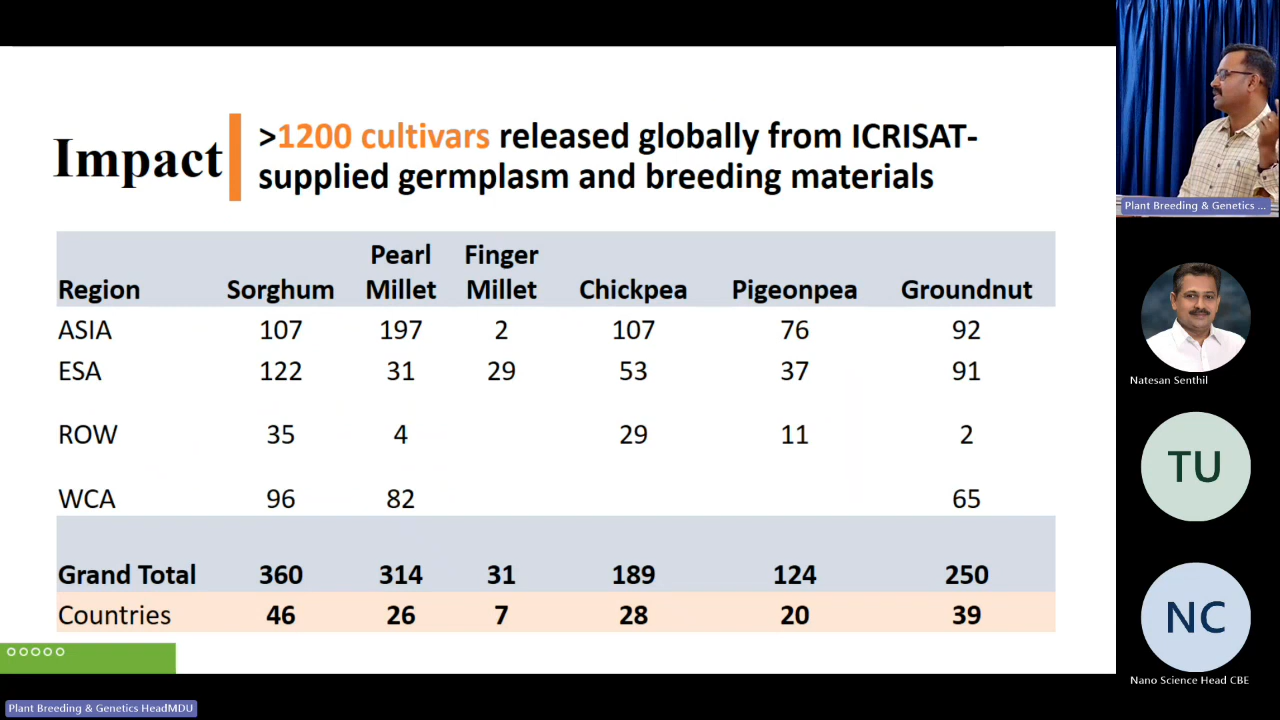 Impact
>1200 cultivars released globally from ICRISAT-
supplied germplasm and breeding materials
Region Sorghum Pearl Millet Finger Millet Chickpea Pigeonpea Groundnut
ASIA 107 197 2 107 76 92
ESA 122 31 29 53 37 91
ROW 35 4 29 11 2
WCA 96 82 65
Grand Total 360 314 31 189 124 250
Countries 46 26 7 28 20 39
Plant Breeding & Genetics HeadMDU
Plant Breeding & Genetics ...
Natesan Senthil
TU
NC
Nano Science Head CBE